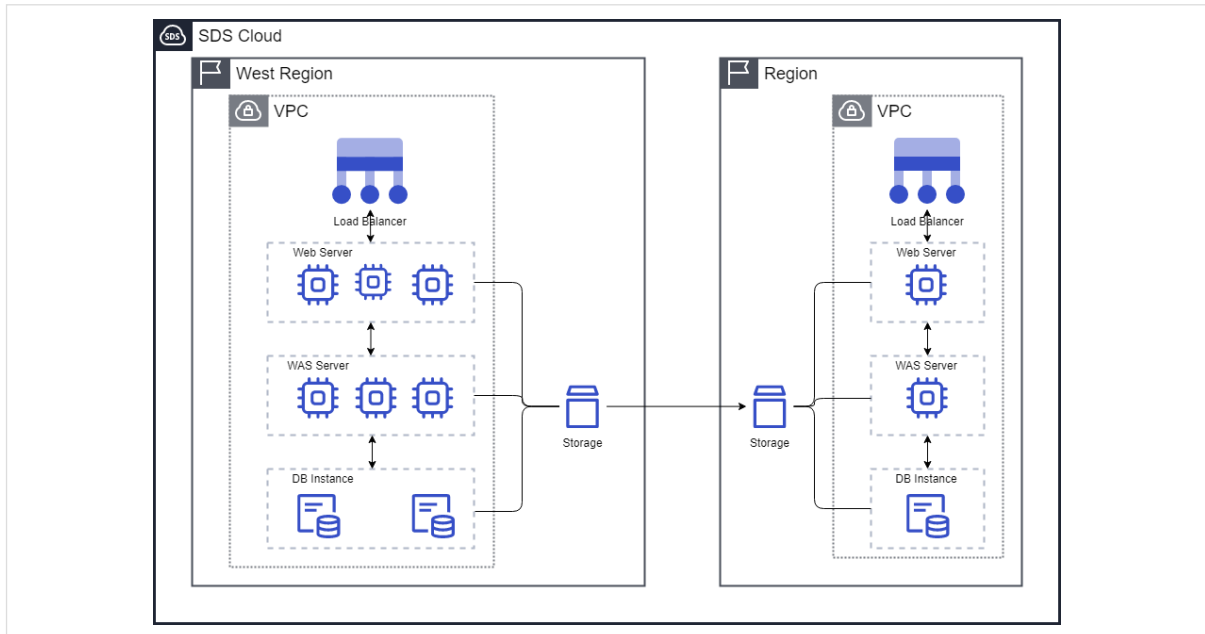 SDS
SDS Cloud
West Region
VPC
Load Balancer
Web Server
WAS Server
DB Instance
Storage
Region
VPC
Load Balancer
Web Server
WAS Server
DB Instance
Storage